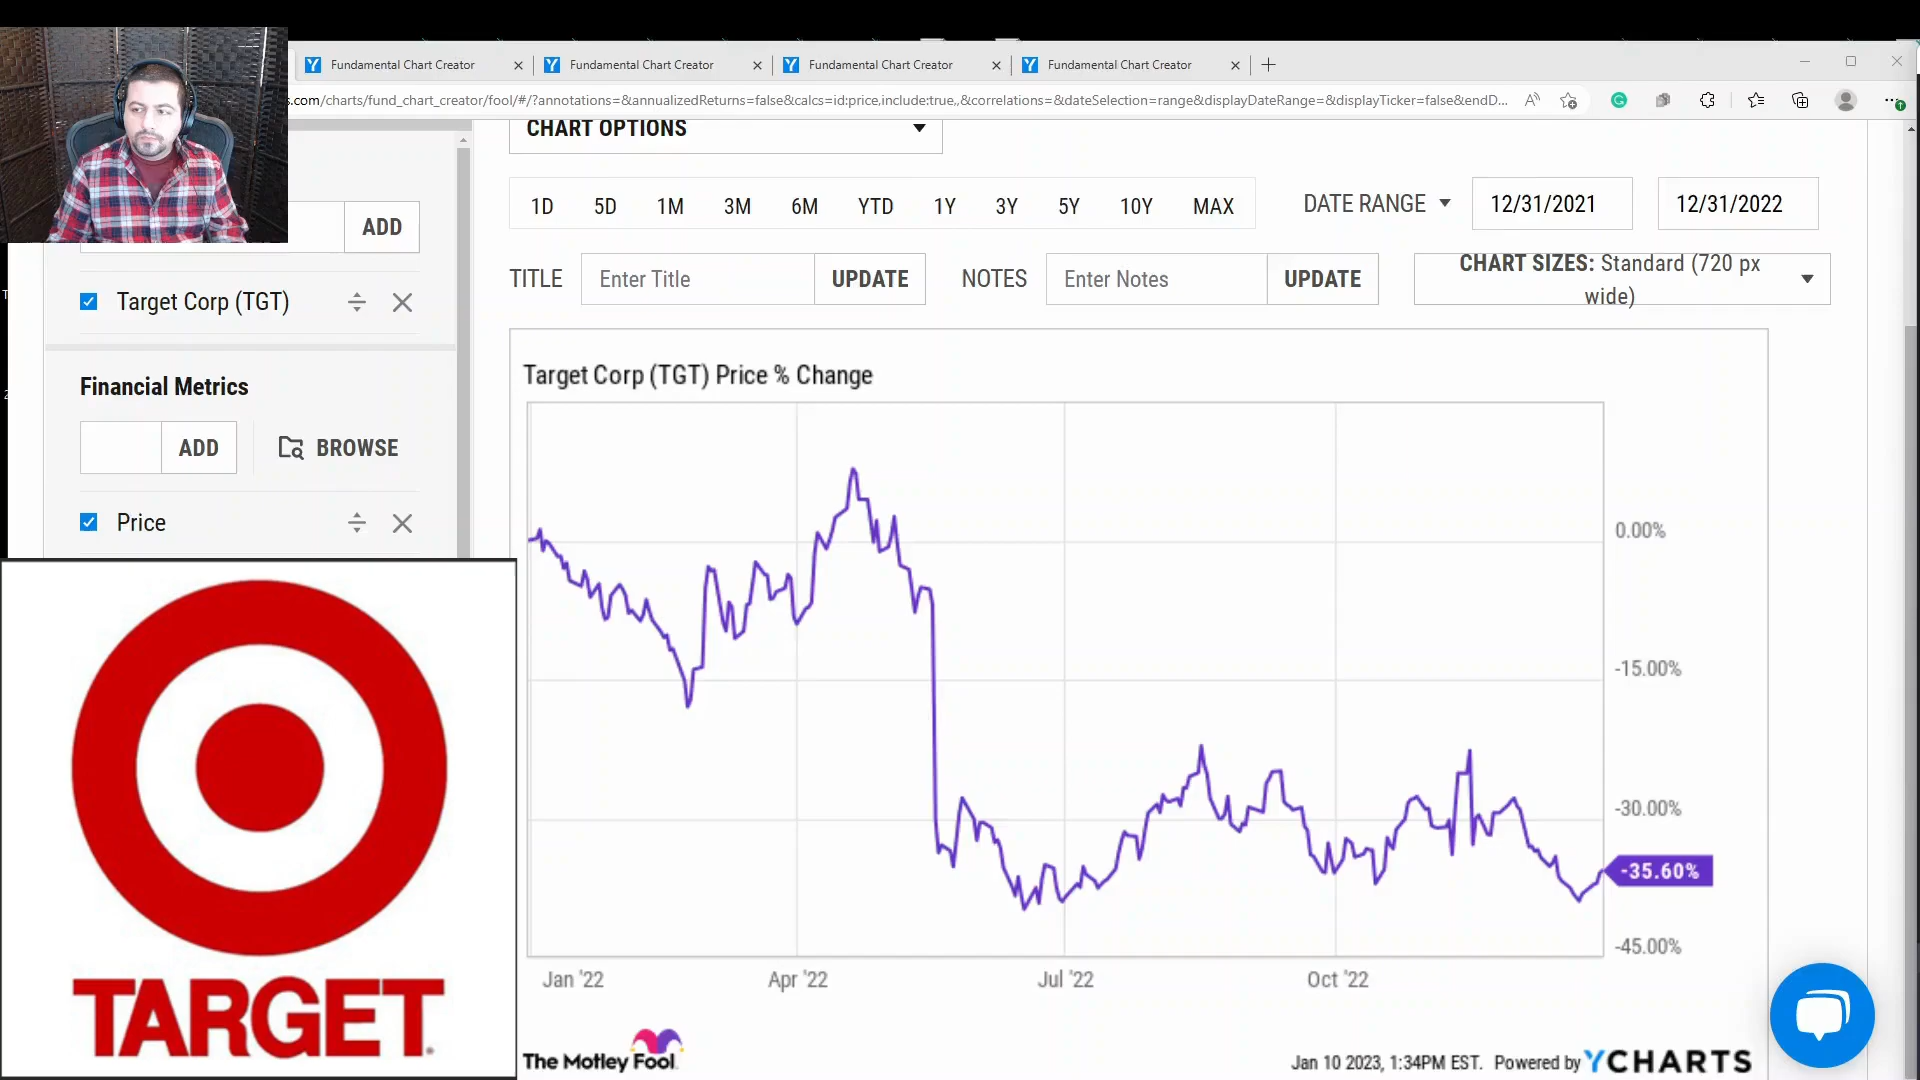 Fundamental Chart Creator
Fundamental Chart Creator
Fundamental Chart Creator
Fundamental Chart Creator
s.com/charts/fund_chart_creator/fool/#/?annotations=&annualizedReturns=false&calcs=id:price,include:true,,&correlations=&dateSelection=range&displayDateRange=&displayTicker=false&endD...
CHART OPTIONS
1D 5D 1M 3M 6M YTD 1Y 3Y 5Y 10Y MAX
DATE RANGE 12/31/2021 12/31/2022
ADD
TITLE Enter Title UPDATE NOTES Enter Notes UPDATE
CHART SIZES: Standard (720 px
wide)
Target Corp (TGT)
Financial Metrics
ADD BROWSE
Price
Target Corp (TGT) Price % Change
0.00%
-15.00%
-30.00%
-35.60%
-45.00%
Jan '22 Apr '22 Jul '22 Oct '22
TARGET
The Motley Fool
Jan 10 2023, 1:34PM EST. Powered by YCHARTS